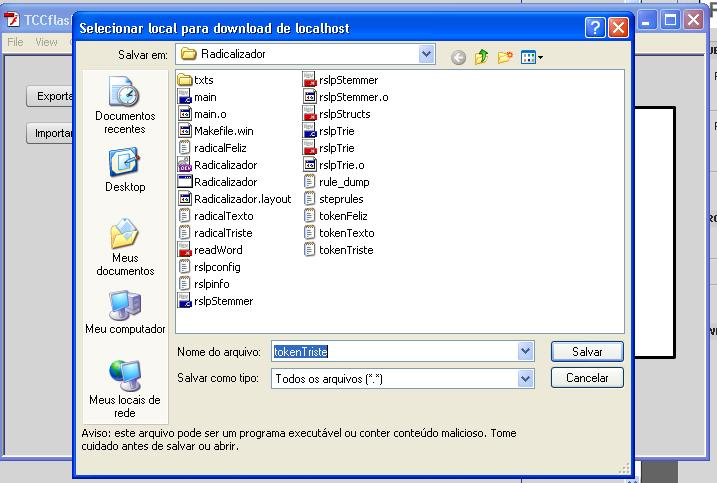 TCCflas
File View
Exporta
Importar
Selecionar local para download de localhost
Salvar em: Radicalizador
Documentos recentes
Desktop
Meus documentos
Meu computador
Meus locais de rede
txts
main
main.o
Makefile.win
radicalFeliz
Radicalizador
Radicalizador
Radicalizador.layout
radicalTexto
radicalTriste
readWord
rslpconfig
rslpinfo
rslpStemmer
rslpStemmer
rslpStemmer.o
rslpStructs
rslpTrie
rslpTrie
rslpTrie.o
rule_dump
steprules
tokenFeliz
tokenTexto
tokenTriste
Nome do arquivo: tokenTriste Salvar
Salvar como tipo: Todos os arquivos (*.*) Cancelar
Aviso: este arquivo pode ser um programa executável ou conter conteúdo malicioso. Tome
cuidado antes de salvar ou abrir.